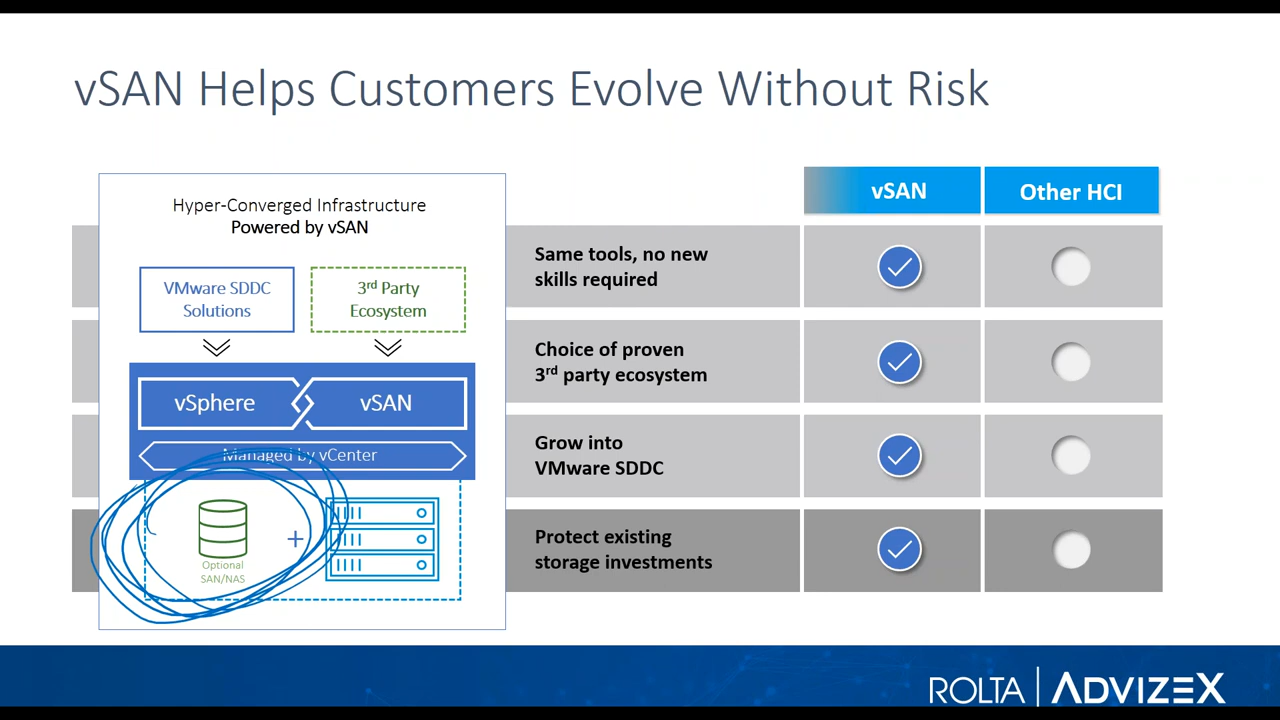 vSAN Helps Customers Evolve Without Risk
Hyper-Converged Infrastructure
Powered by vSAN
VMware SDDC
Solutions
3rd Party
Ecosystem
vSphere
vSAN
Managed by vCenter
Optional
SAN/NAS
+
vSAN
Other HCI
Same tools, no new
skills required
Choice of proven
3rd party ecosystem
Grow into
VMware SDDC
Protect existing
storage investments
ROLTA | ADVIZEX